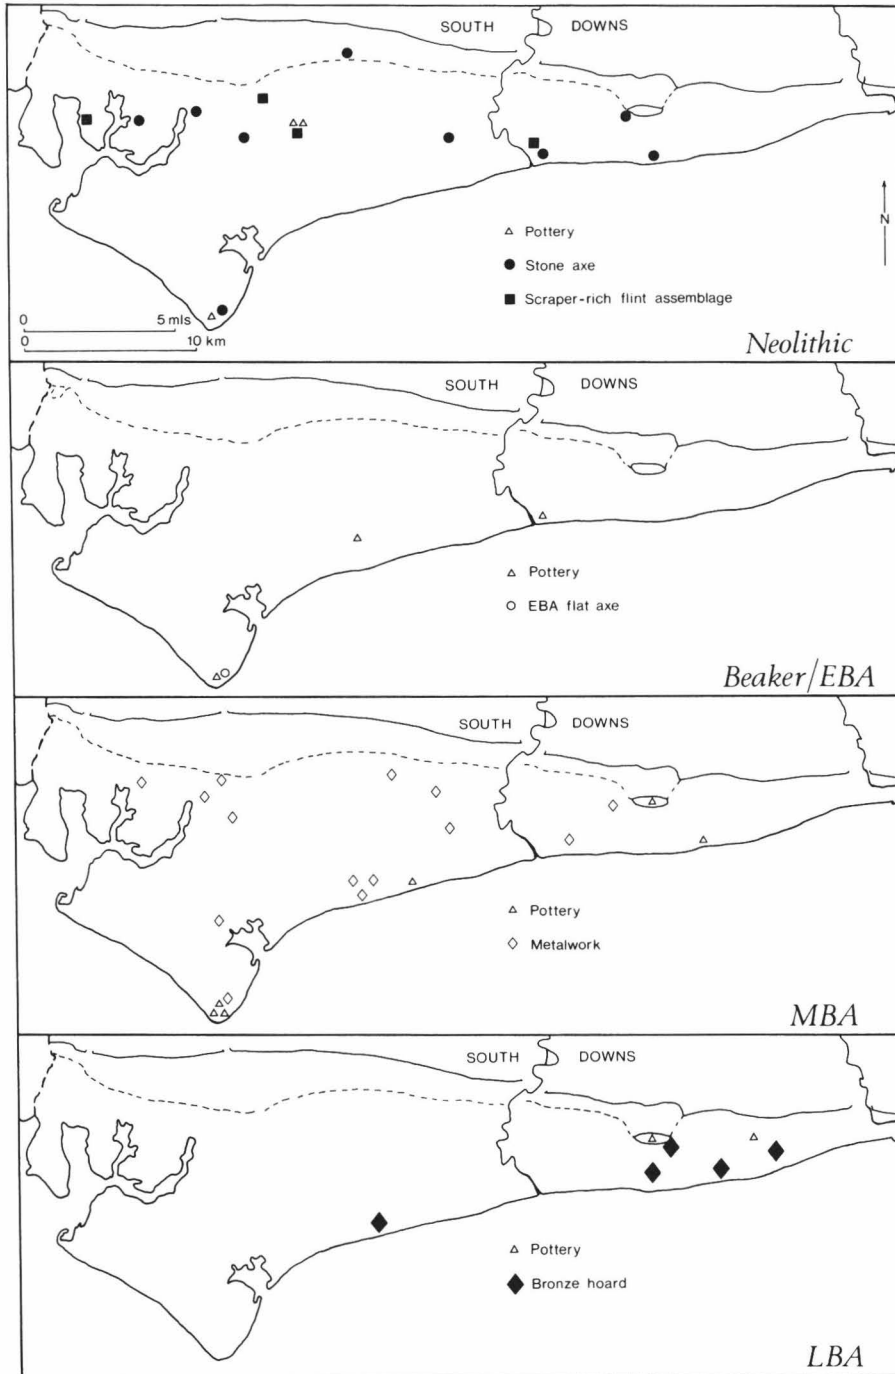 SOUTH DOWNS
N
Pottery
Stone axe
Scraper-rich flint assemblage
0 5 mls
0 10 km
Neolithic
SOUTH DOWNS
Pottery
EBA flat axe
Beaker/EBA
SOUTH DOWNS
Pottery
Metalwork
MBA
SOUTH DOWNS
Pottery
Bronze hoard
LBA